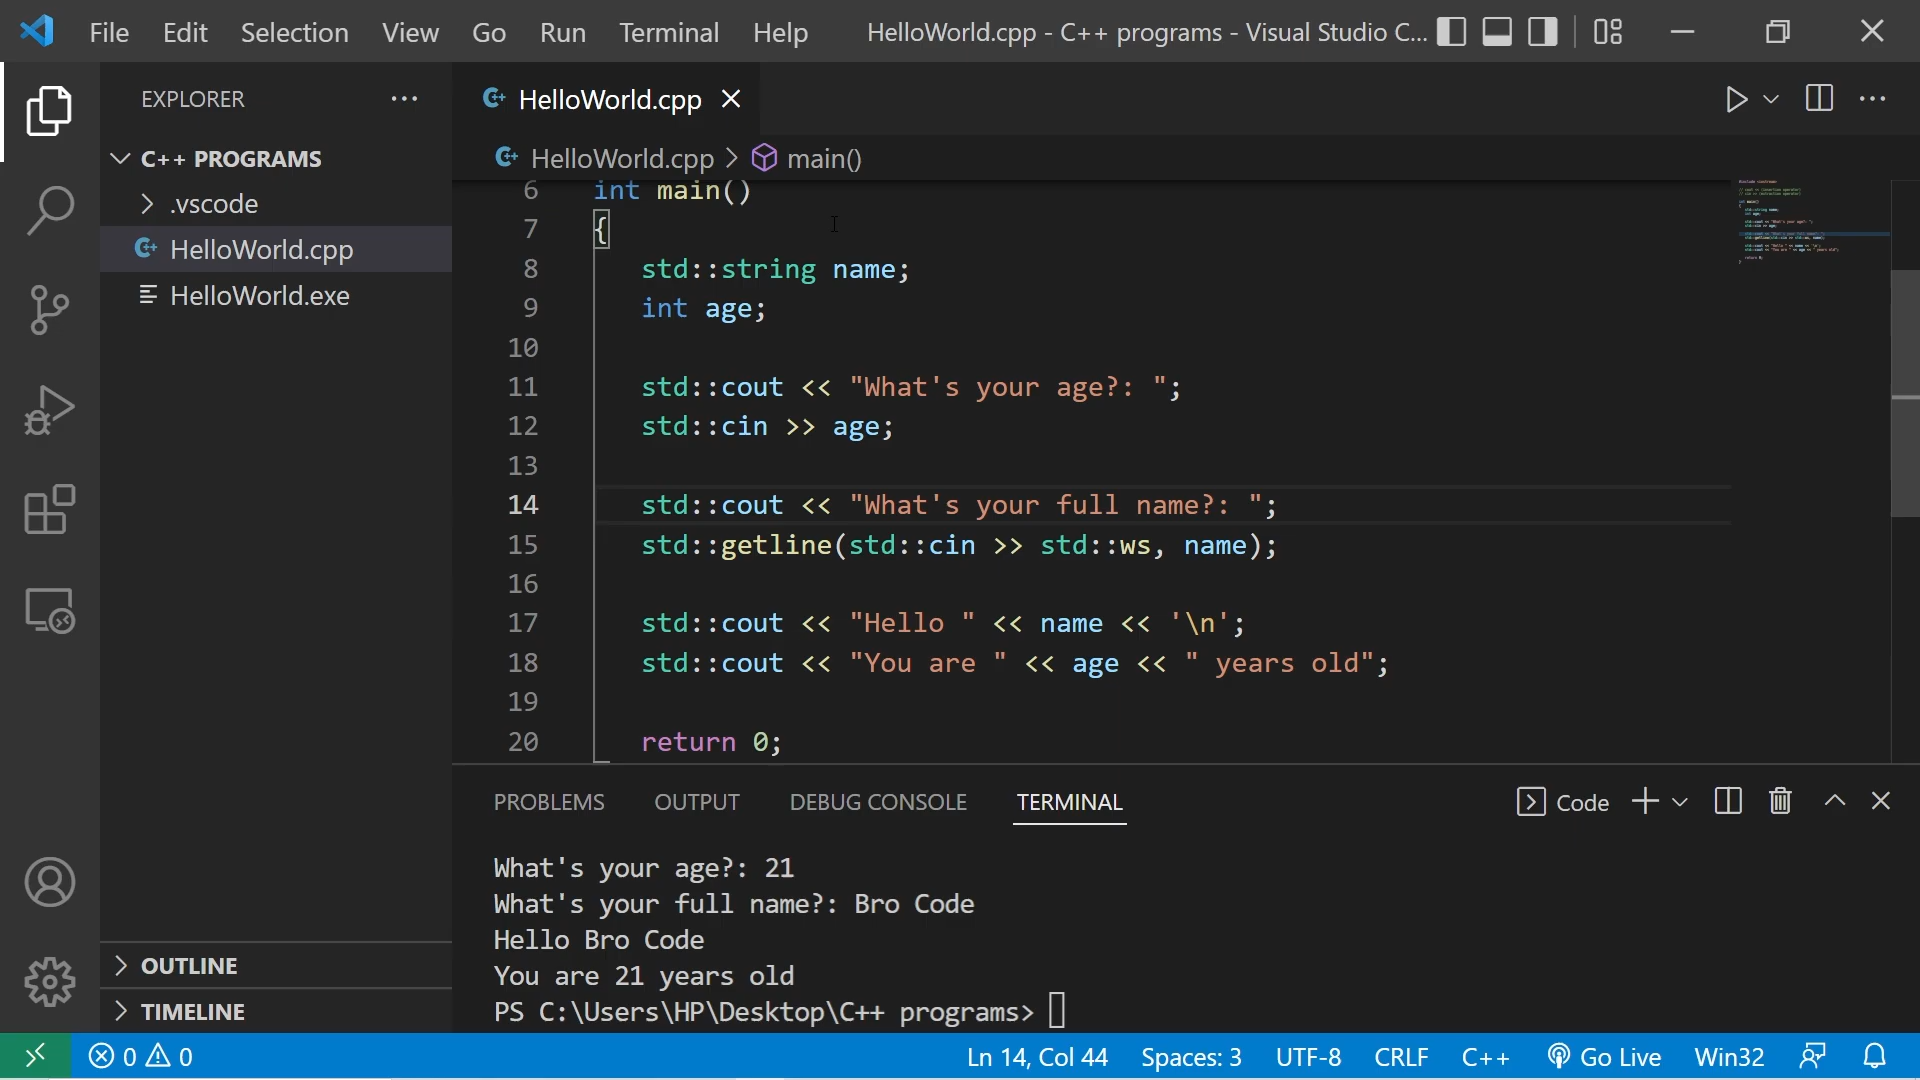 File Edit Selection View Go Run Terminal Help HelloWorld.cpp - C++ programs - Visual Studio C...
EXPLORER
C++ PROGRAMS
.vscode
HelloWorld.cpp
HelloWorld.exe
OUTLINE
TIMELINE
HelloWorld.cpp
HelloWorld.cpp > main()
6 int main()
7 {
8 std::string name;
9 int age;
10
11 std::cout << "What's your age?: ";
12 std::cin >> age;
13
14 std::cout << "What's your full name?: ";
15 std::getline(std::cin >> std::ws, name);
16
17 std::cout << "Hello " << name << '\n';
18 std::cout << "You are " << age << " years old";
19
20 return 0;
PROBLEMS OUTPUT DEBUG CONSOLE TERMINAL Code
What's your age?: 21
What's your full name?: Bro Code
Hello Bro Code
You are 21 years old
PS C:\Users\HP\Desktop\C++ programs>
0 0 Ln 14, Col 44 Spaces: 3 UTF-8 CRLF C++ Go Live Win32